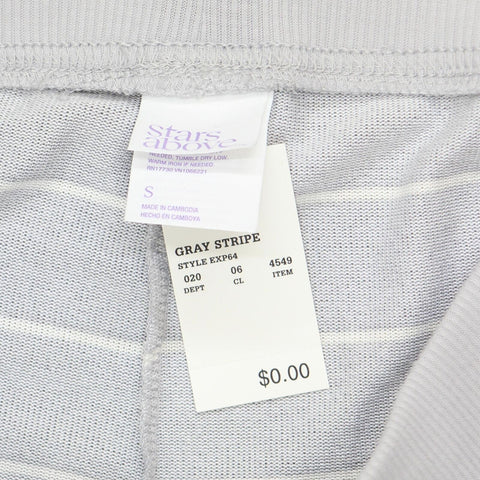 Stars
above
NEEDED, TUMBLE DRY LOW.
WARM IRON IF NEEDED.
RN17730 VN1066221
S
MADE IN CAMBODIA
HECHO EN CAMBOYA
GRAY STRIPE
STYLE EXP64
020 06 4549
DEPT CL ITEM
$0.00